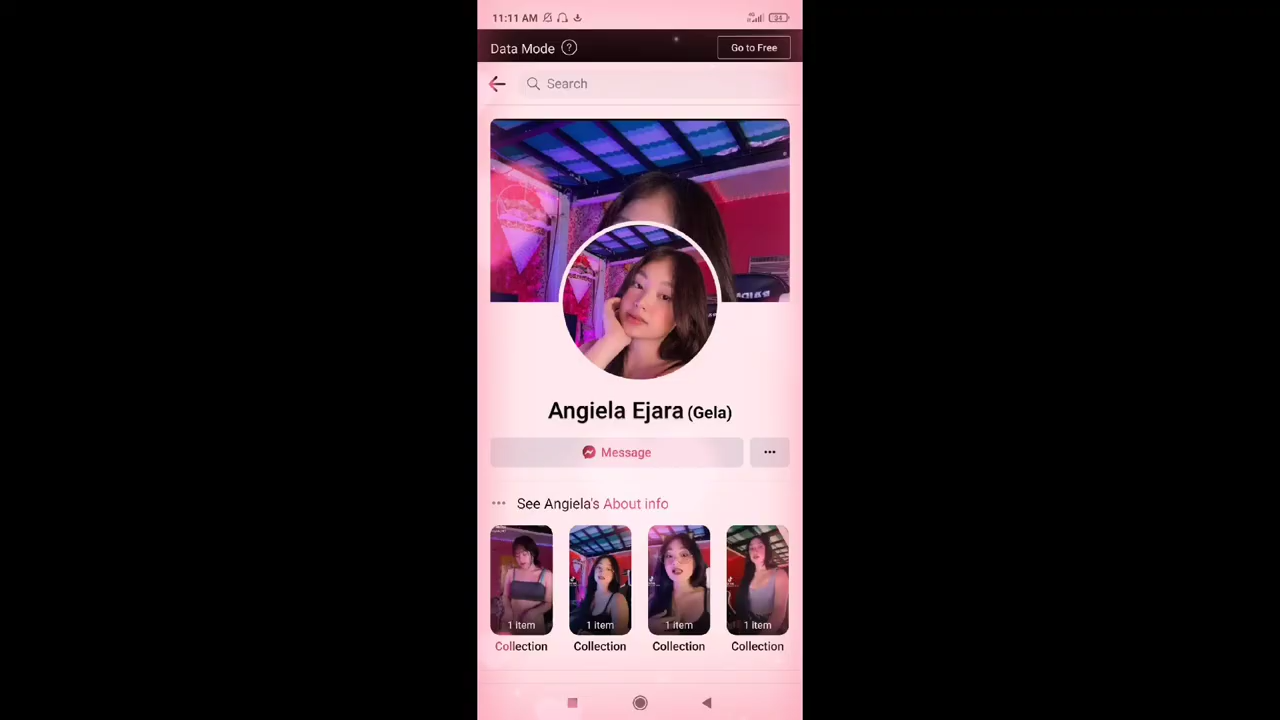 11:11 AM
34
Data Mode ?
Go to Free
Search
Angiela Ejara (Gela)
Message
See Angiela's About info
1 item
1 item
1 item
1 item
Collection
Collection
Collection
Collection